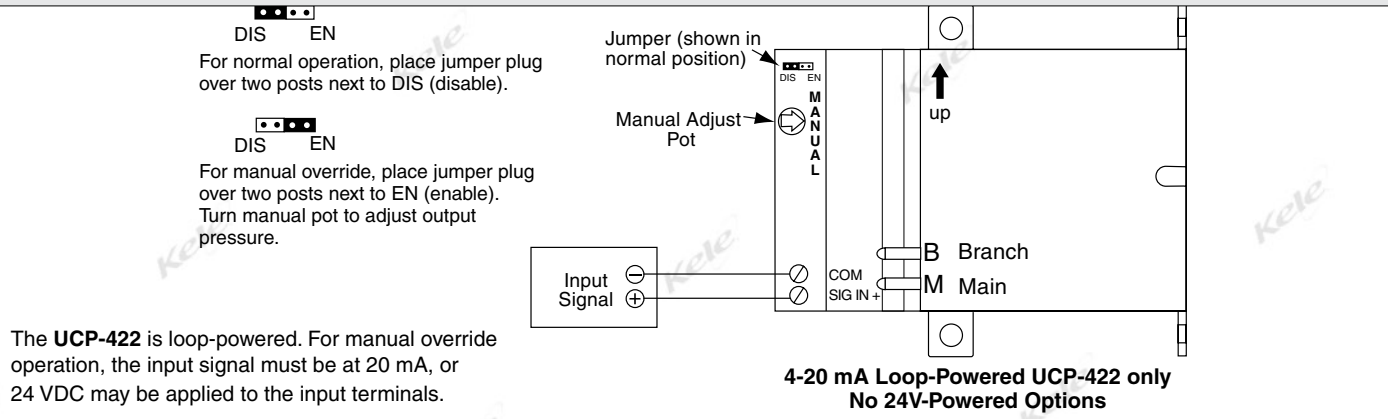 DIS EN
For normal operation, place jumper plug
over two posts next to DIS (disable).
DIS EN
For manual override, place jumper plug
over two posts next to EN (enable).
Turn manual pot to adjust output
pressure.
The UCP-422 is loop-powered. For manual override
operation, the input signal must be at 20 mA, or
24 VDC may be applied to the input terminals.
Jumper (shown in
normal position)
DIS EN
MANUAL
Manual Adjust
Pot
up
B Branch
M Main
Input
Signal
COM
SIG IN +
4-20 mA Loop-Powered UCP-422 only
No 24V-Powered Options
Kele
Kele
Kele
Kele
Kele
Kele